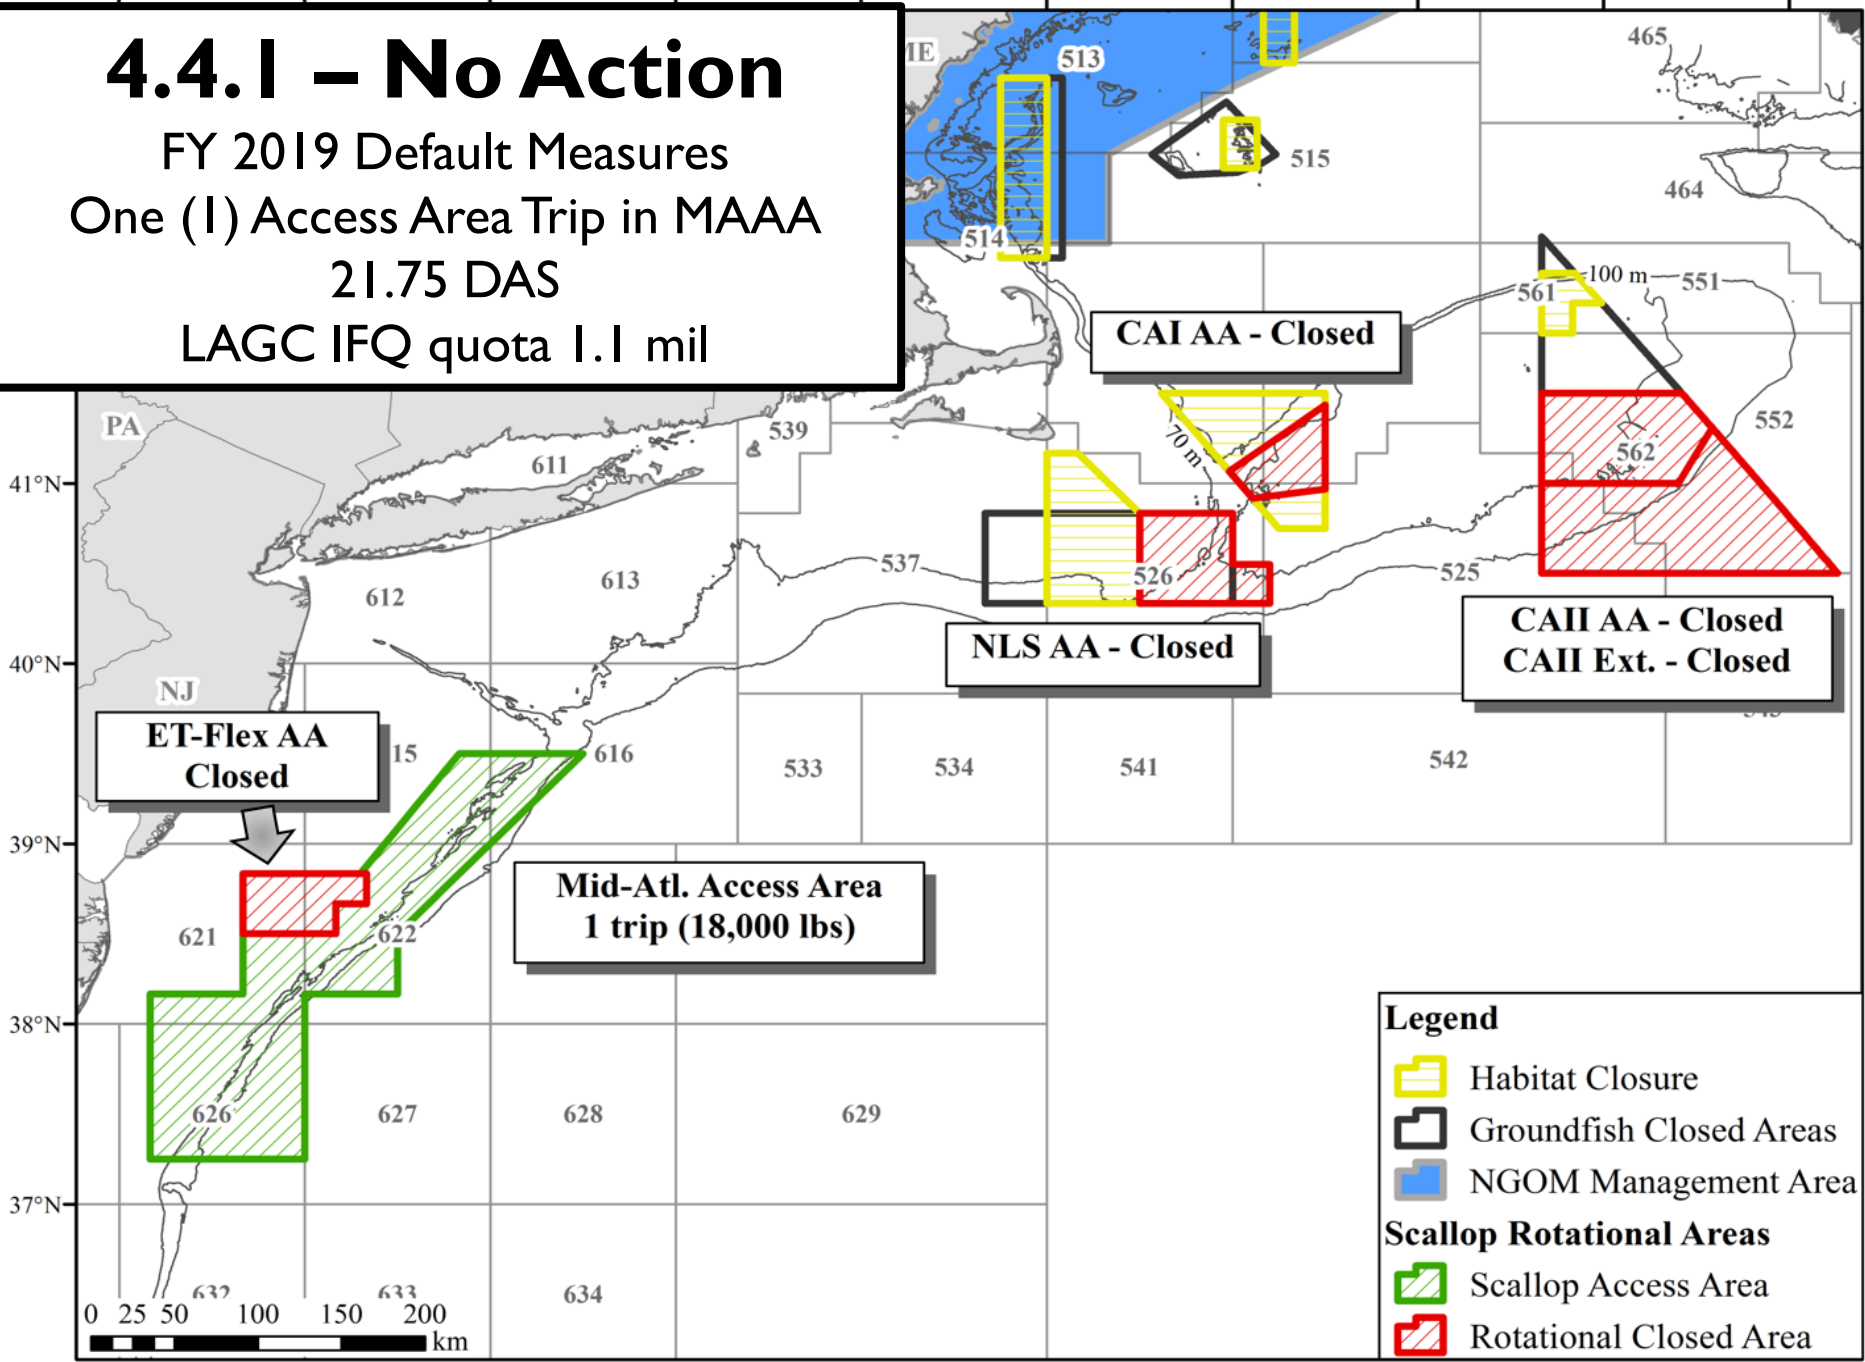 4.4.1 – No Action
FY 2019 Default Measures
One (1) Access Area Trip in MAAA
21.75 DAS
LAGC IFQ quota 1.1 mil
ME
513
465
515
464
514
100 m
551
561
CAI AA - Closed
PA
539
70 m
552
562
611
41°N
537
526
525
613
612
CAII AA - Closed
CAII Ext. - Closed
NLS AA - Closed
40°N
NJ
ET-Flex AA
Closed
15
616
533
534
541
542
39°N
Mid-Atl. Access Area
1 trip (18,000 lbs)
621
622
38°N
626
627
628
629
37°N
632
633
634
0 25 50 100 150 200
km
Legend
Habitat Closure
Groundfish Closed Areas
NGOM Management Area
Scallop Rotational Areas
Scallop Access Area
Rotational Closed Area